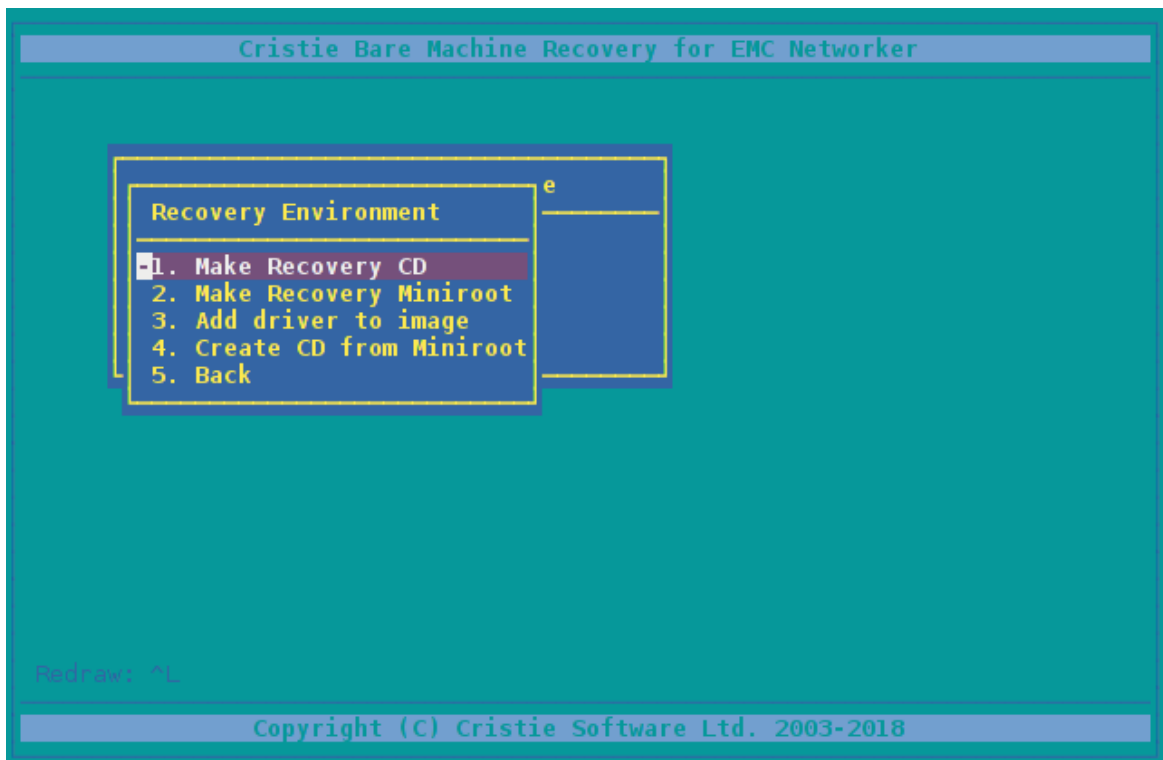 Cristie Bare Machine Recovery for EMC Networker
e
Recovery Environment
-1. Make Recovery CD
2. Make Recovery Miniroot
3. Add driver to image
4. Create CD from Miniroot
5. Back
Redraw: ^L
Copyright (C) Cristie Software Ltd. 2003-2018